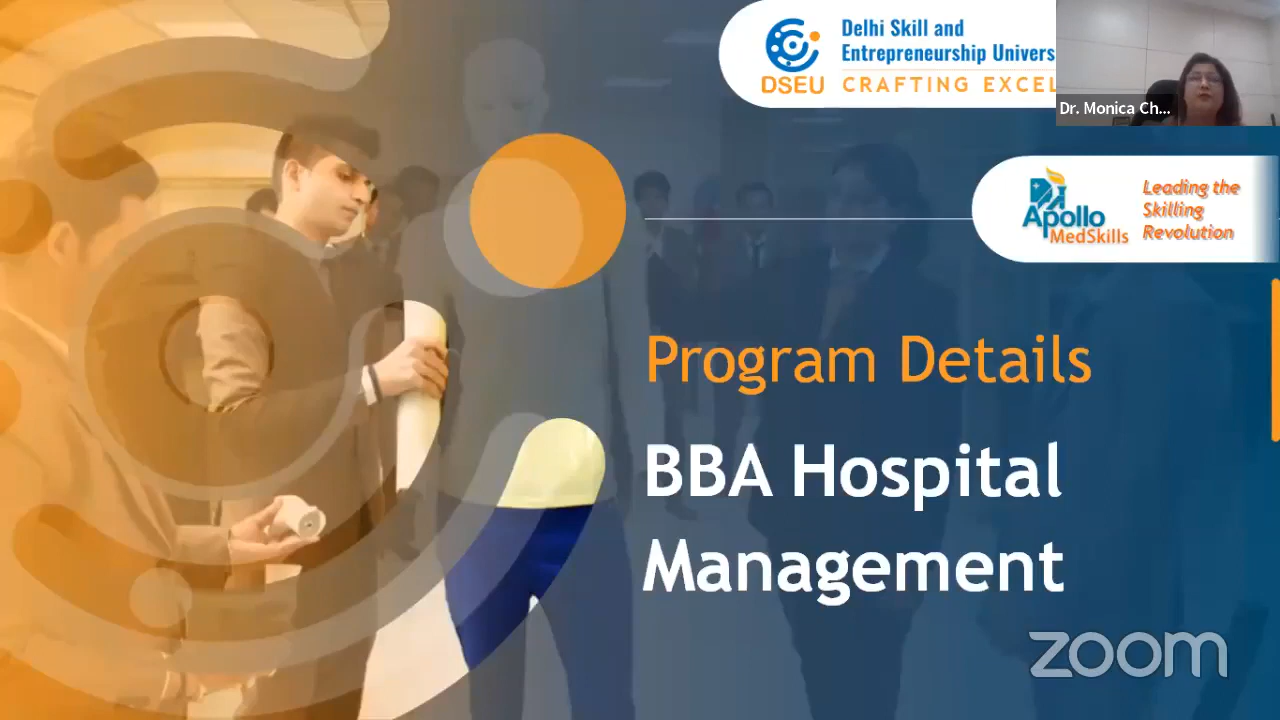 Delhi Skill and
Entrepreneurship Univers
DSEU
CRAFTING EXCEL
Dr. Monica Ch...
Apollo
MedSkills
Leading the
Skilling
Revolution
Program Details
BBA Hospital
Management
zoom